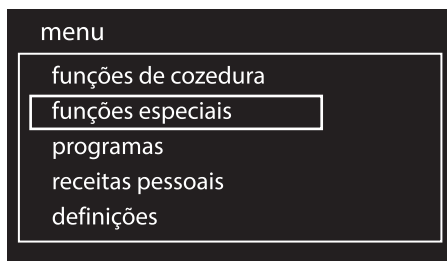 menu
funções de cozedura
funções especiais
programas
receitas pessoais
definições